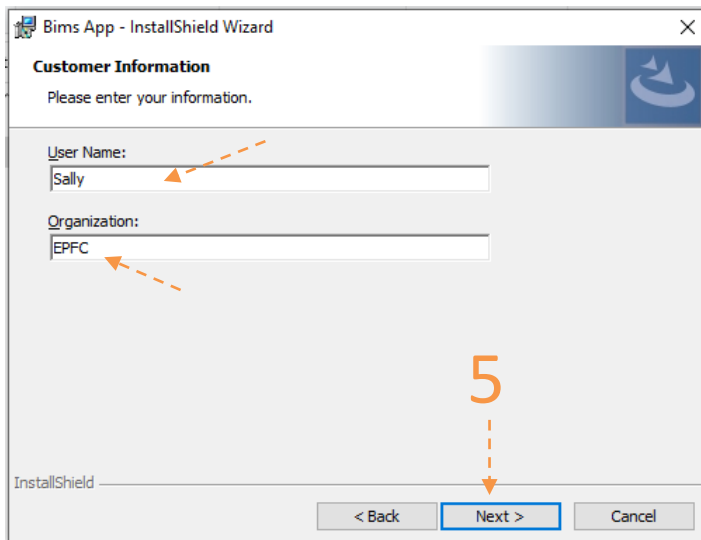 Bims App - InstallShield Wizard
Customer Information
Please enter your information.
User Name:
Sally
Organization:
EPFC
5
InstallShield
< Back Next > Cancel